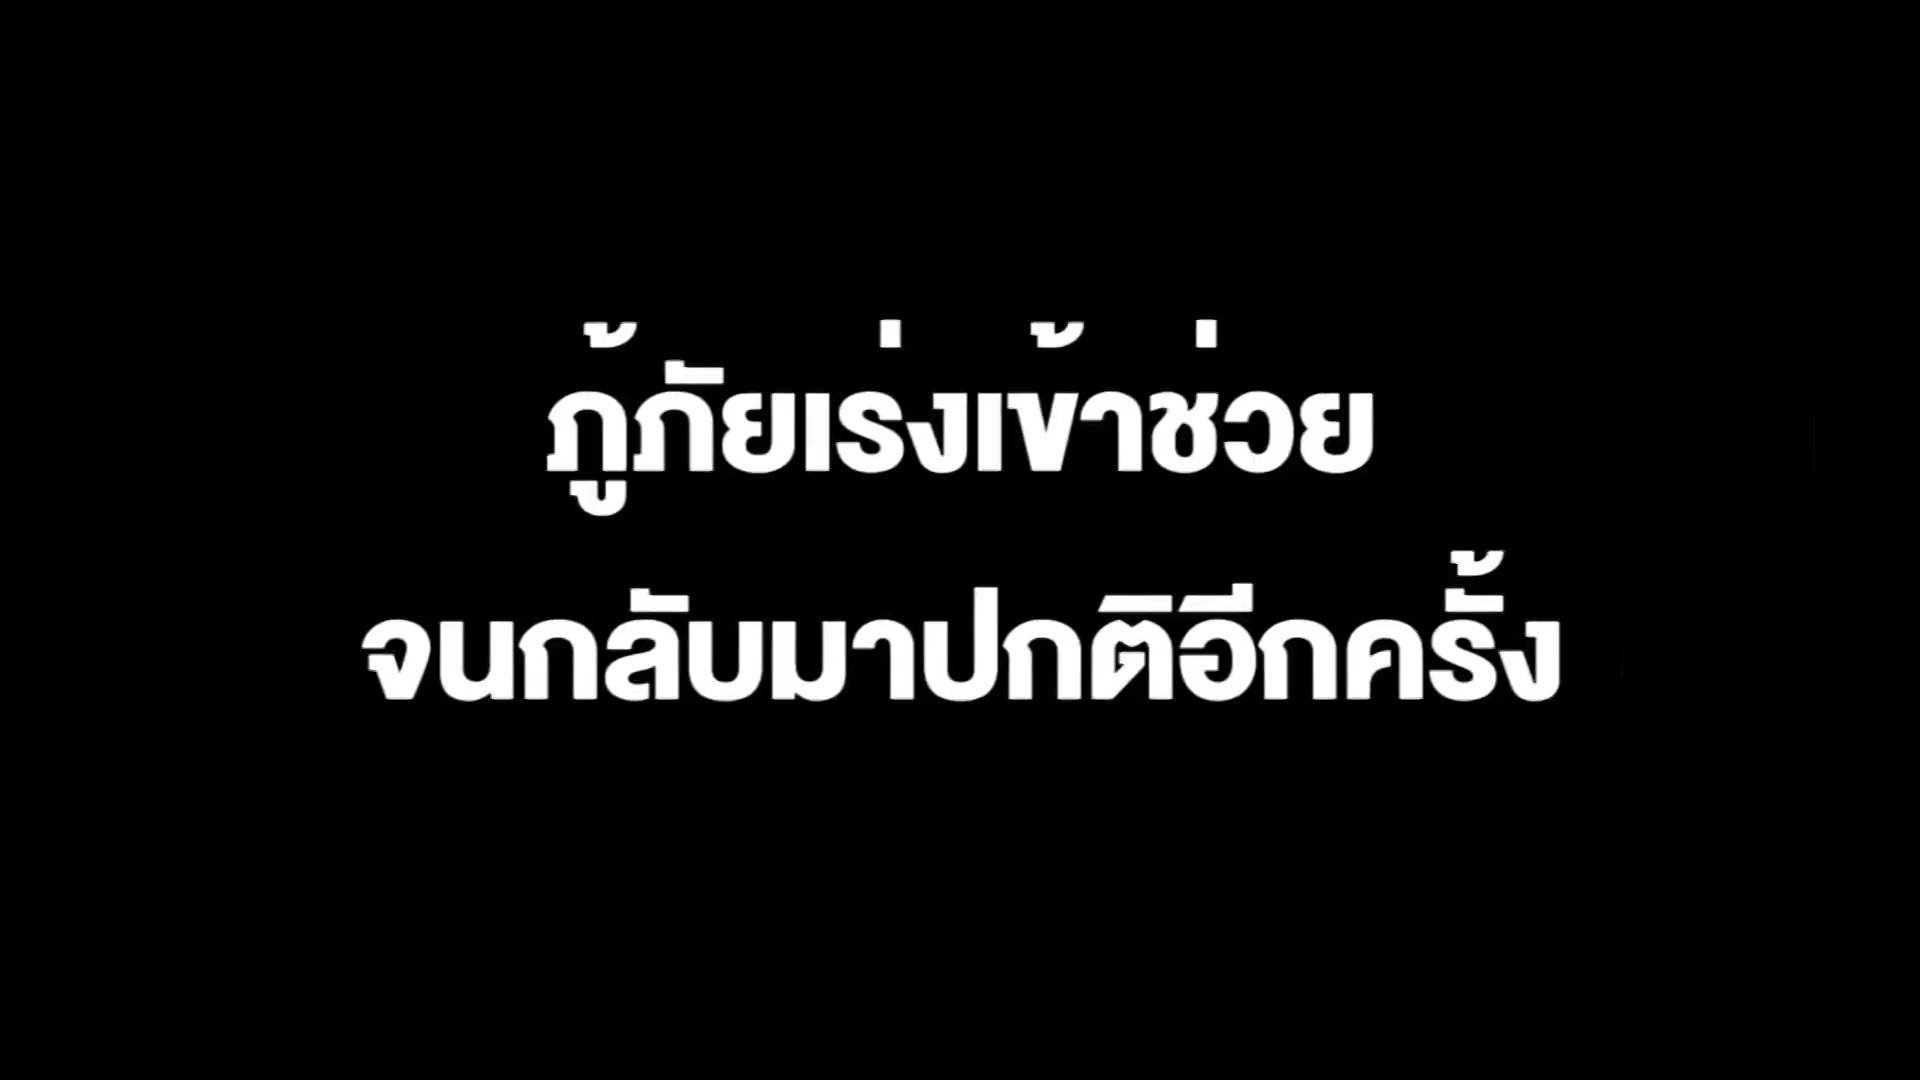 ภู้ภัยเร่งเข้าช่วย
จนกลับมาปกติอีกครั้ง